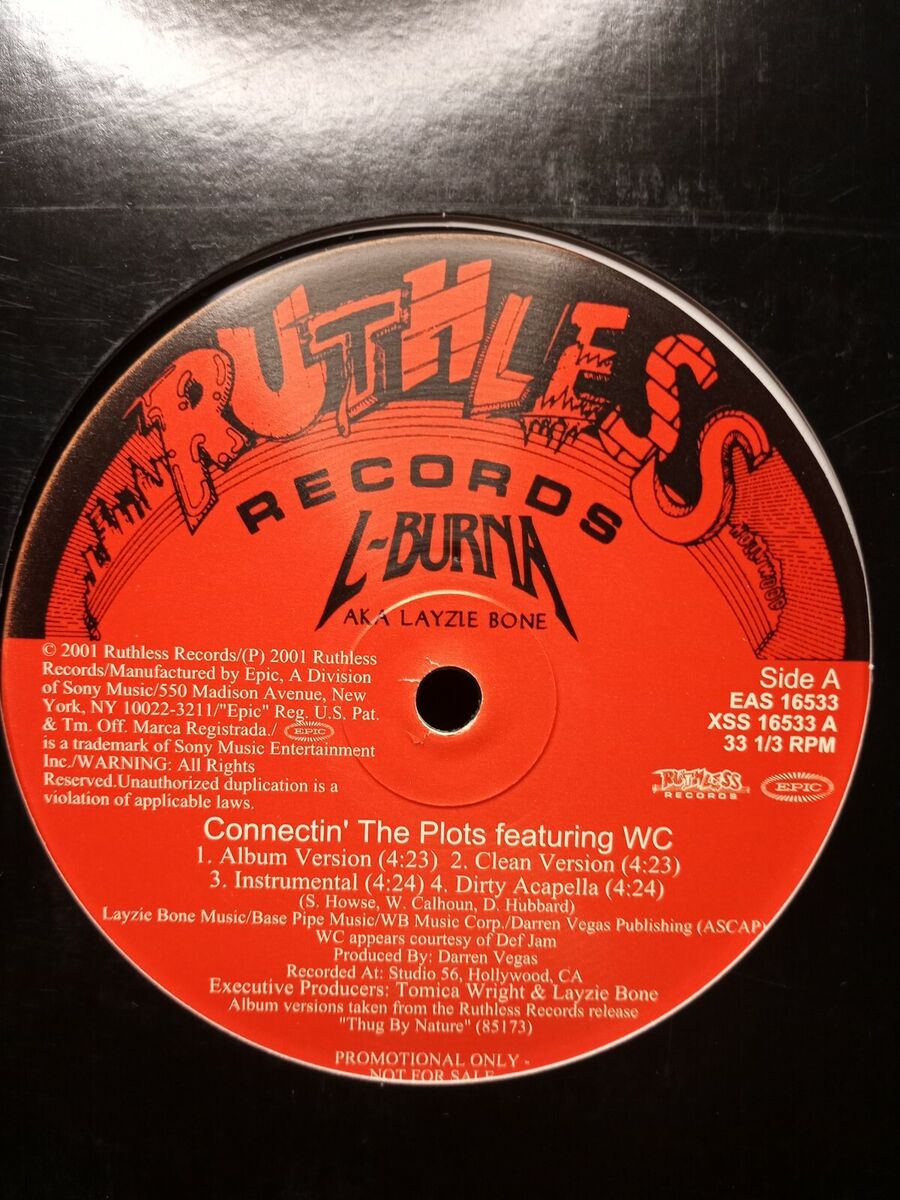 RUTHLESS
RECORDS
HOLLYWOOD
L-BURNA
AKA LAYZIE BONE
© 2001 Ruthless Records/(P) 2001 Ruthless
Records/Manufactured by Epic, A Division
of Sony Music/550 Madison Avenue, New
York, NY 10022-3211/"Epic" Reg. U.S. Pat.
& Tm. Off. Marca Registrada./ EPIC
is a trademark of Sony Music Entertainment
Inc./WARNING: All Rights
Reserved.Unauthorized duplication is a
violation of applicable laws.
Side A
EAS 16533
XSS 16533 A
33 1/3 RPM
RUTHLESS
RECORDS
EPIC
Connectin' The Plots featuring WC
1. Album Version (4:23) 2. Clean Version (4:23)
3. Instrumental (4:24) 4. Dirty Acapella (4:24)
(S. Howse, W. Calhoun, D. Hubbard)
Layzie Bone Music/Base Pipe Music/WB Music Corp./Darren Vegas Publishing (ASCAP)
WC appears courtesy of Def Jam
Produced By: Darren Vegas
Recorded At: Studio 56, Hollywood, CA
Executive Producers: Tomica Wright & Layzie Bone
Album versions taken from the Ruthless Records release
"Thug By Nature" (85173)
PROMOTIONAL ONLY -
NOT FOR SALE